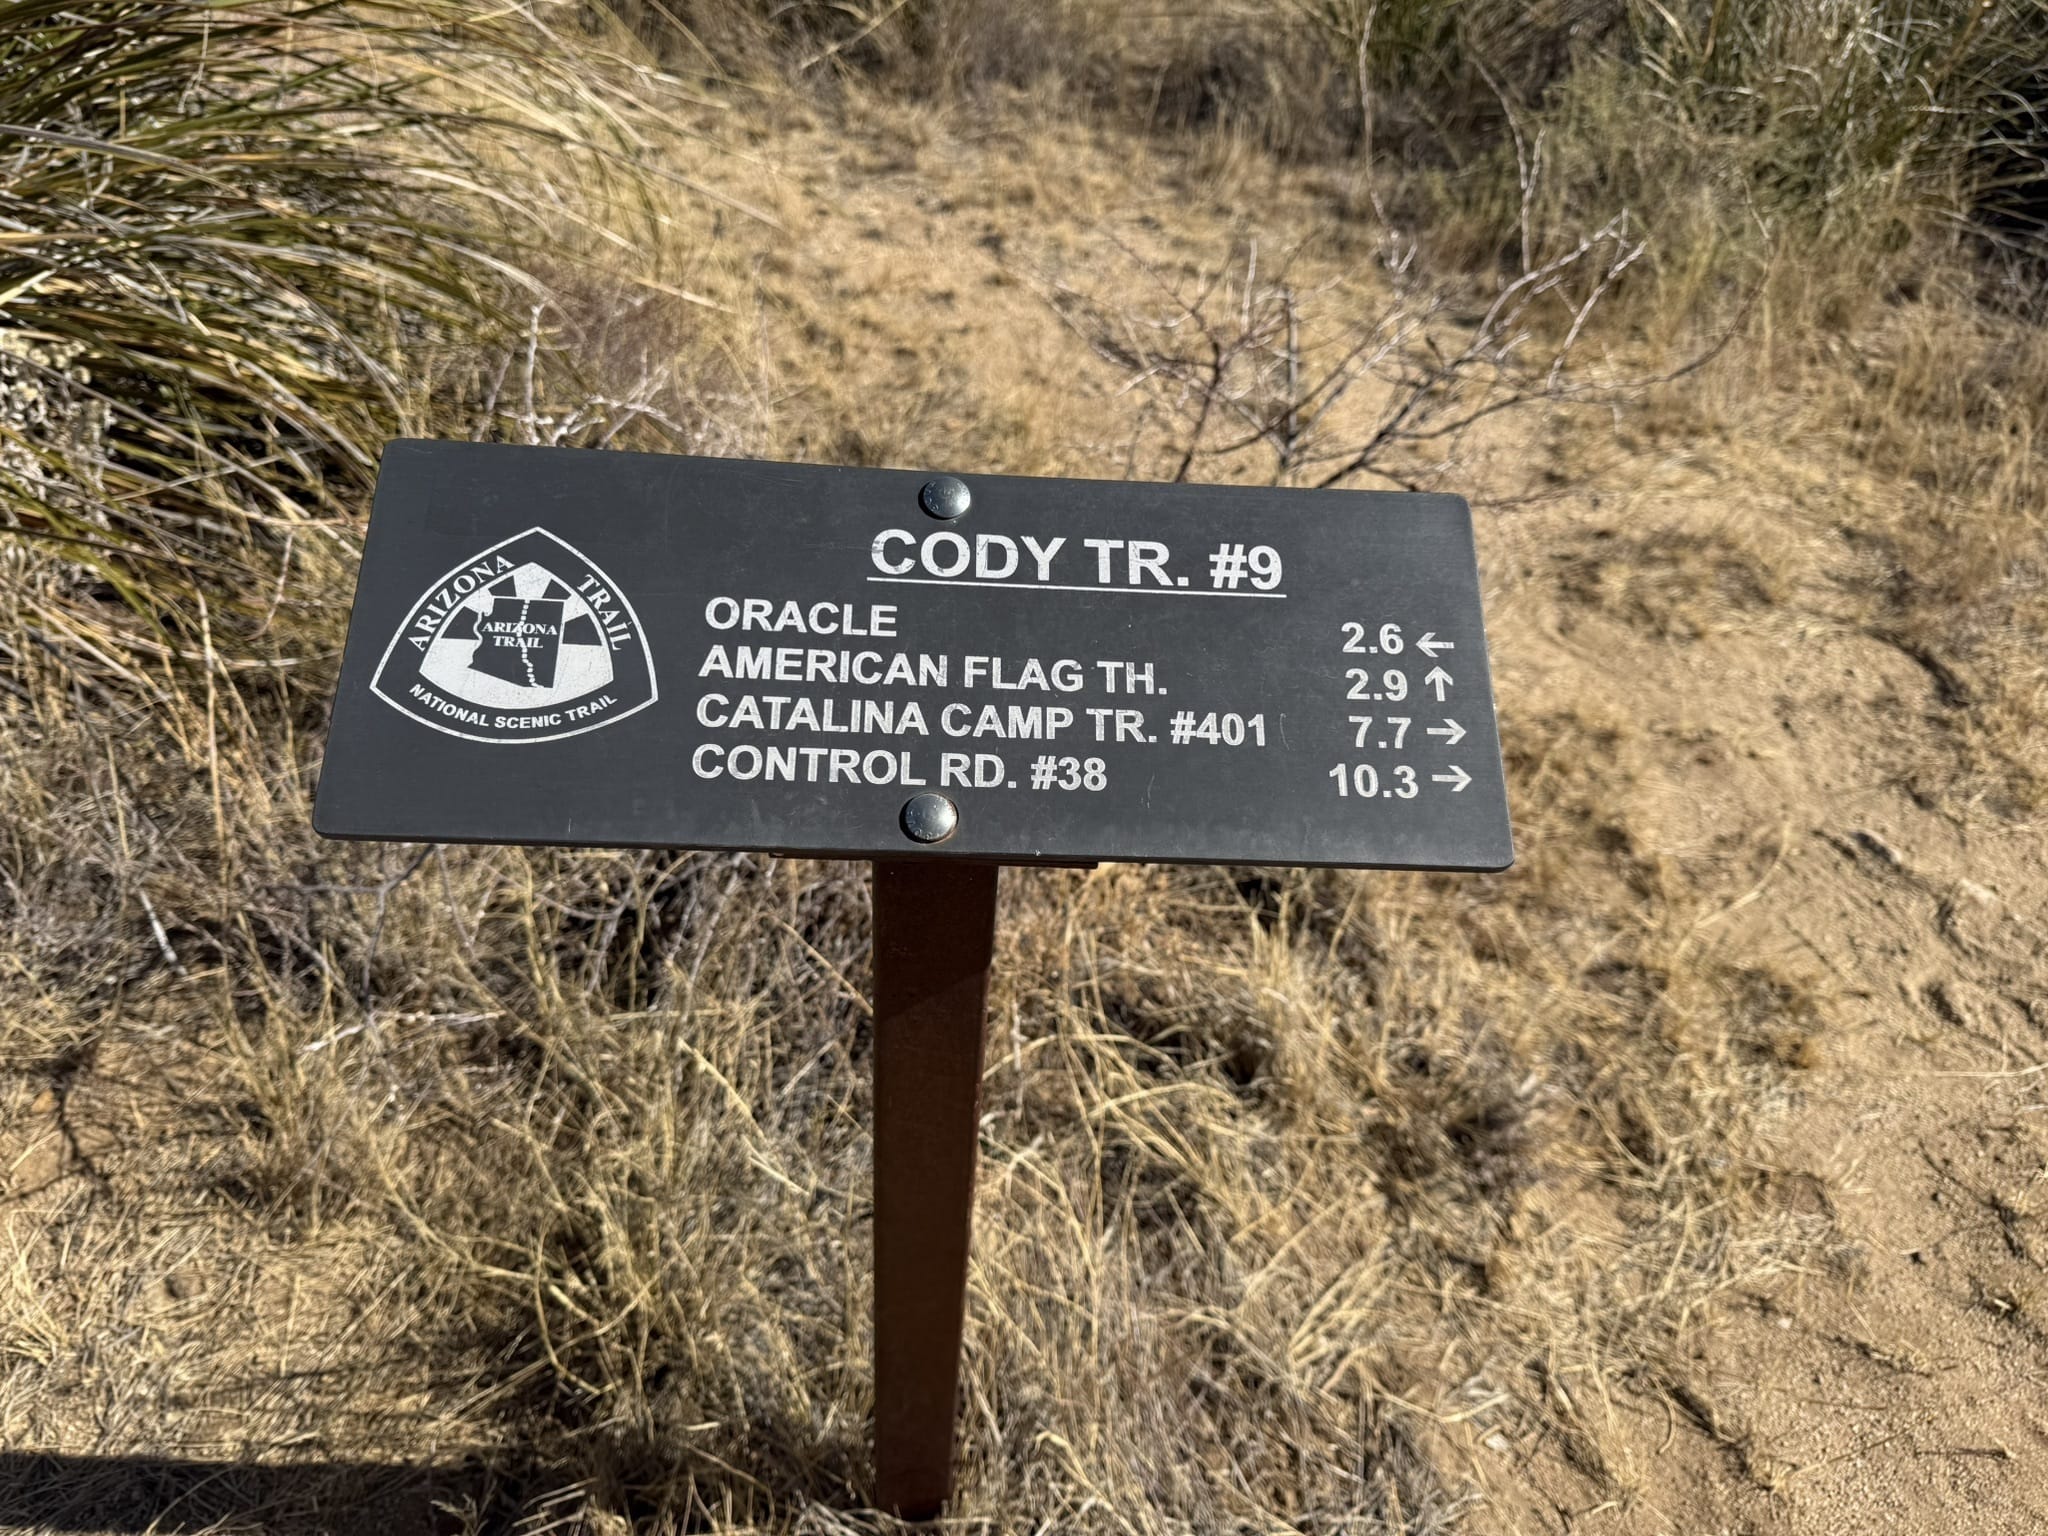 CODY TR. #9
ARIZONA TRAIL
ARIZONA
TRAIL
NATIONAL SCENIC TRAIL
ORACLE 2.6 ←
AMERICAN FLAG TH. 2.9 ↑
CATALINA CAMP TR. #401 7.7 →
CONTROL RD. #38 10.3 →